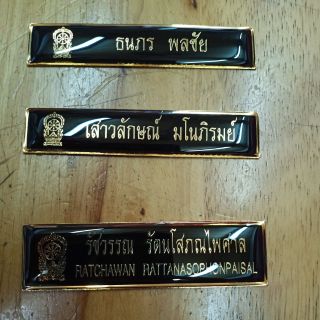 ธนภร พลชัย
เสาวลักษณ์ มโนภิรมย์
รัชวรรณ รัตนโสภณไพศาล
RATCHAWAN RATTANASOPHONPAISAL